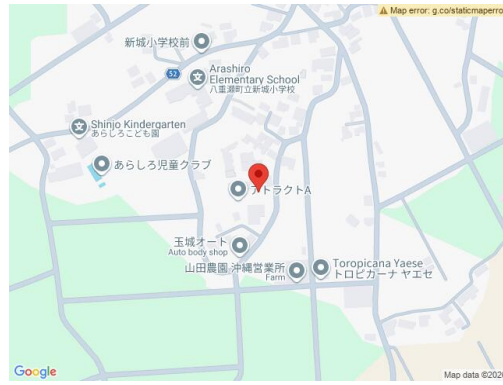 Map error: g.co/staticmaperro
新城小学校前
52
Arashiro
Elementary School
八重瀬町立新城小学校
Shinjo Kindergarten
あらしろこども園
あらしろ児童クラブ
アトラクトA
玉城オート
Auto body shop
山田農園 沖縄営業所
Farm
Toropicana Yaese
トロピカーナ ヤエセ
Google
Map data ©202